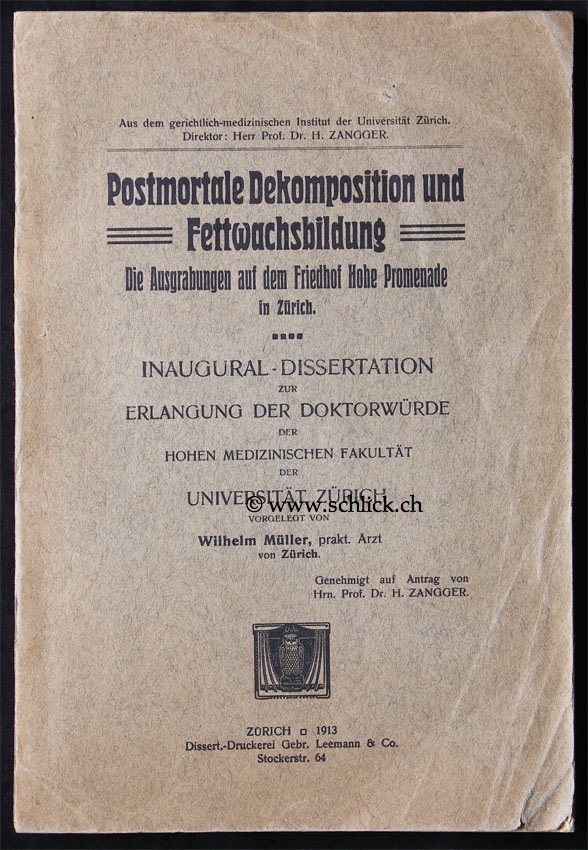 Aus dem gerichtlich-medizinischen Institut der Universität Zürich.
Direktor: Herr Prof. Dr. H. ZANGGER.
Postmortale Dekomposition und
Fettwachsbildung
Die Ausgrabungen auf dem Friedhof Hohe Promenade
in Zürich.
INAUGURAL-DISSERTATION
ZUR
ERLANGUNG DER DOKTORWÜRDE
DER
HOHEN MEDIZINISCHEN FAKULTÄT
DER
UNIVERSITÄT ZÜRICH
© www.schlick.ch
VORGELEGT VON
Wilhelm Müller, prakt. Arzt
von Zürich.
Genehmigt auf Antrag von
Hrn. Prof. Dr. H. ZANGGER.
ZÜRICH 1913
Dissert.-Druckerei Gebr. Leemann & Co.
Stockerstr. 64